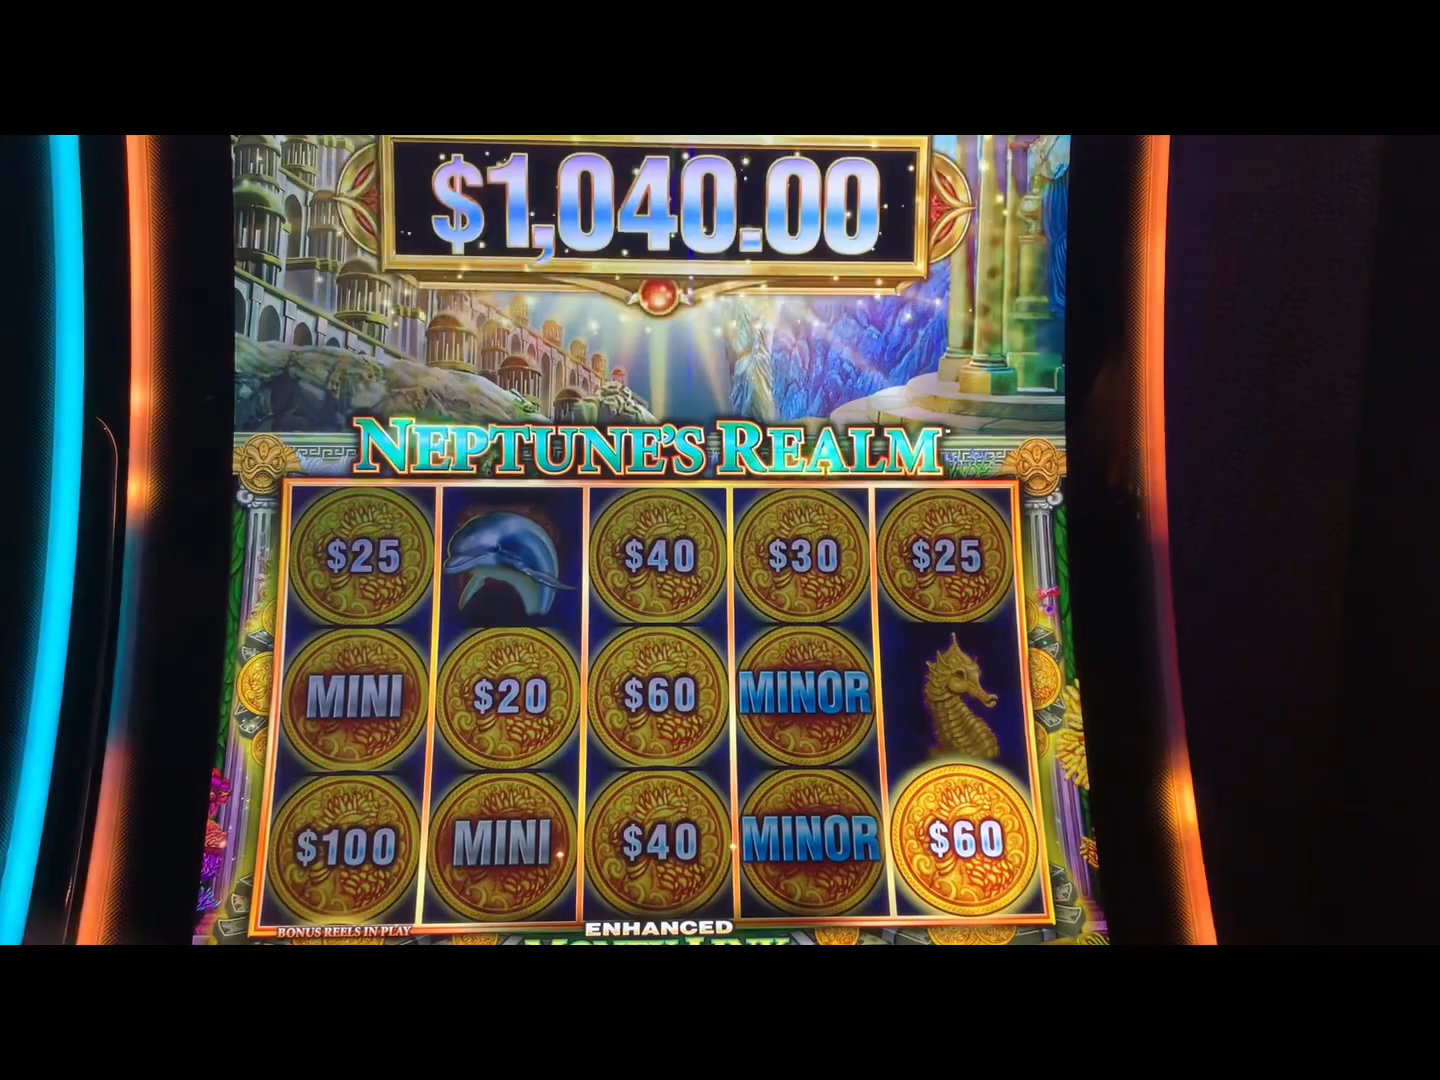 $1,040.00
NEPTUNE'S REALM
$25 $40 $30 $25
MINI $20 $60 MINOR
$100 MINI $40 MINOR $60
BONUS REELS IN PLAY
ENHANCED